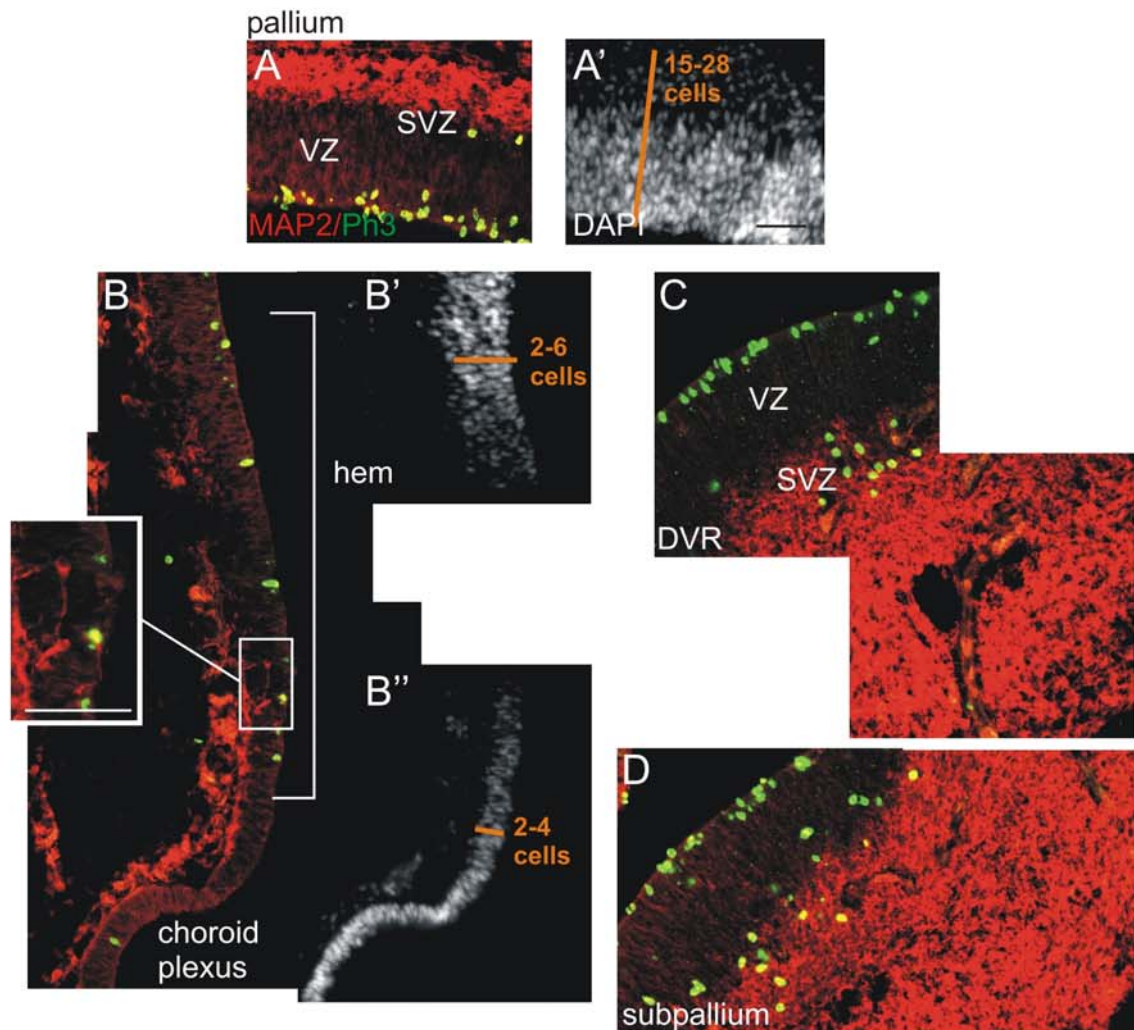 pallium
A
SVZ
VZ
MAP2/Ph3
A'
15-28
cells
DAPI
B
hem
choroid
plexus
B'
2-6
cells
B"
2-4
cells
C
VZ
SVZ
DVR
D
subpallium